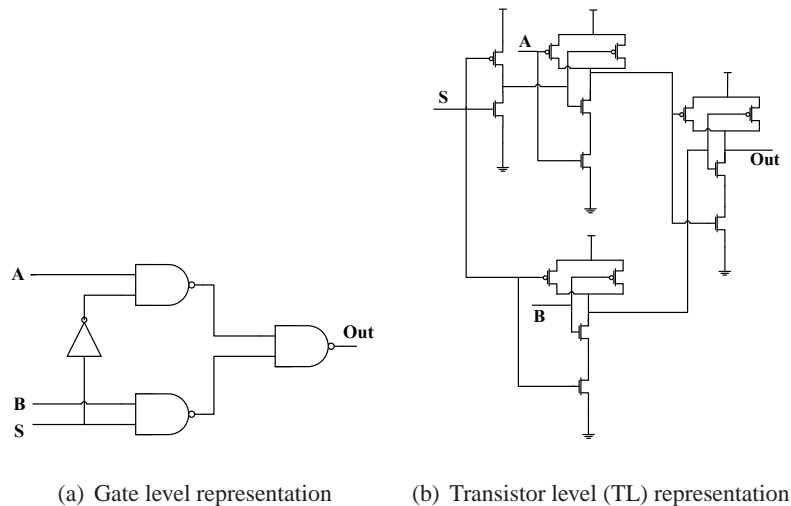 A
B
S
Out
A
S
B
Out
(a) Gate level representation
(b) Transistor level (TL) representation